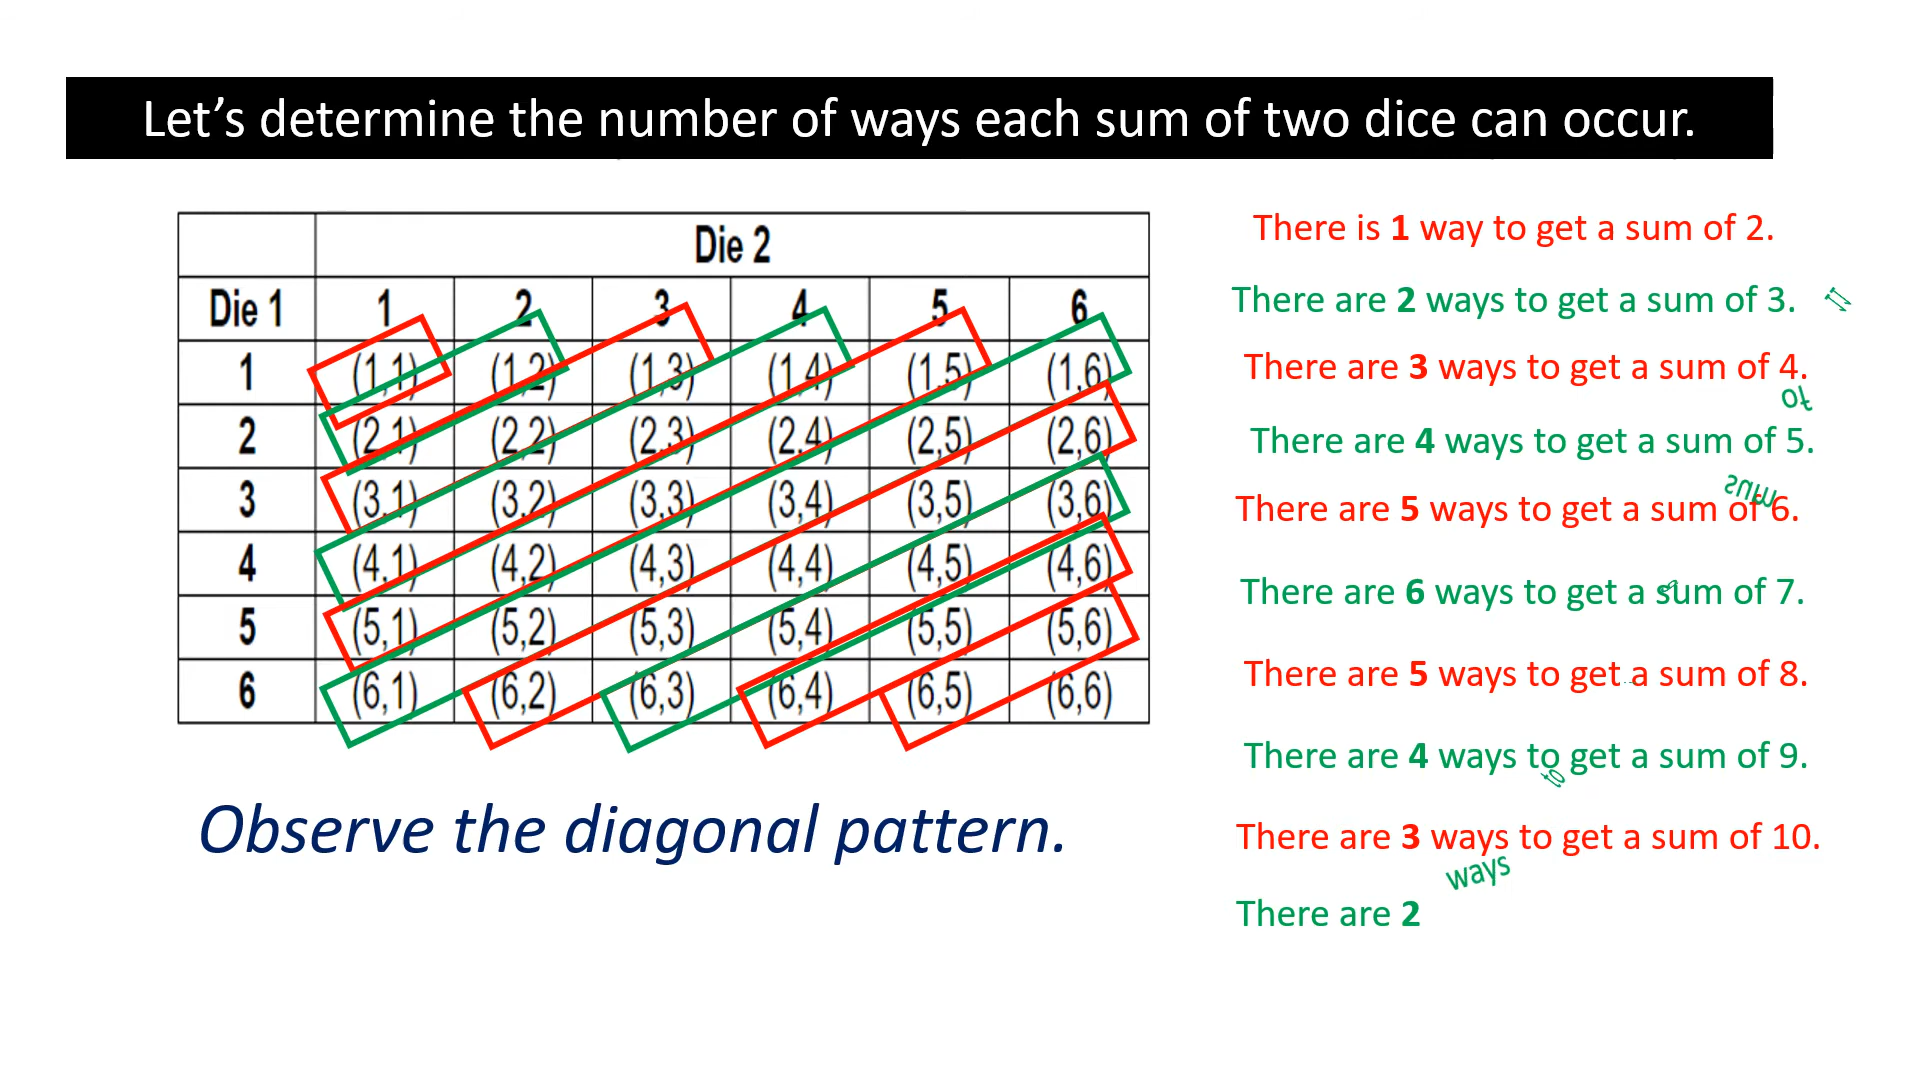 Let’s determine the number of ways each sum of two dice can occur.
Die 2
Die 1 1 2 3 4 5 6
1 (1,1) (1,2) (1,3) (1,4) (1,5) (1,6)
2 (2,1) (2,2) (2,3) (2,4) (2,5) (2,6)
3 (3,1) (3,2) (3,3) (3,4) (3,5) (3,6)
4 (4,1) (4,2) (4,3) (4,4) (4,5) (4,6)
5 (5,1) (5,2) (5,3) (5,4) (5,5) (5,6)
6 (6,1) (6,2) (6,3) (6,4) (6,5) (6,6)
Observe the diagonal pattern.
There is 1 way to get a sum of 2.
There are 2 ways to get a sum of 3.
11
There are 3 ways to get a sum of 4.
of
There are 4 ways to get a sum of 5.
sum
There are 5 ways to get a sum of 6.
There are 6 ways to get a sum of 7.
There are 5 ways to get a sum of 8.
There are 4 ways to get a sum of 9.
to
There are 3 ways to get a sum of 10.
ways
There are 2